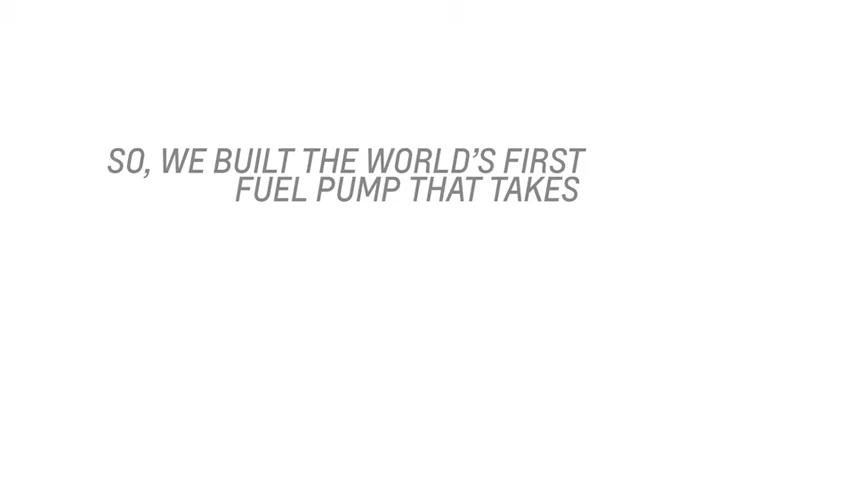 SO, WE BUILT THE WORLD'S FIRST
FUEL PUMP THAT TAKES